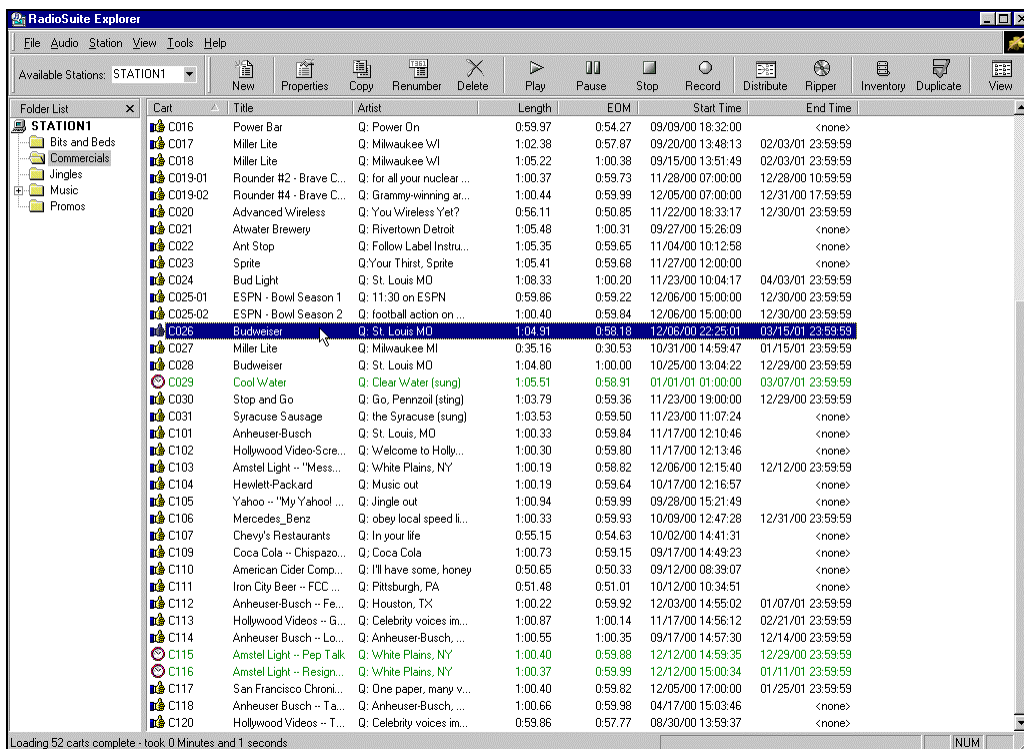 RadioSuite Explorer
File Audio Station View Tools Help
Available Stations: STATION1 New Properties Copy Renumber Delete Play Pause Stop Record Distribute Ripper Inventory Duplicate View
Folder List Cart Title Artist Length EOM Start Time End Time
STATION1
Bits and Beds
Commercials
Jingles
Music
Promos
C016 Power Bar Q: Power On 0:59.97 0:54.27 09/09/00 18:32:00 <none>
C017 Miller Lite Q: Milwaukee WI 1:02.38 0:57.87 09/20/00 13:48:13 02/03/01 23:59:59
C018 Miller Lite Q: Milwaukee WI 1:05.22 1:00.38 09/15/00 13:51:49 02/03/01 23:59:59
C019-01 Rounder #2 - Brave C... Q: for all your nuclear ... 1:00.37 0:59.73 11/28/00 07:00:00 12/28/00 10:59:59
C019-02 Rounder #4 - Brave C... Q: Grammy-winning ar... 1:00.44 0:59.99 12/05/00 07:00:00 12/31/00 17:59:59
C020 Advanced Wireless Q: You Wireless Yet? 0:56.11 0:50.85 11/22/00 18:33:17 12/30/01 23:59:59
C021 Atwater Brewery Q: Rivertown Detroit 1:05.48 1:00.31 09/27/00 15:26:09 <none>
C022 Ant Stop Q: Follow Label Instru... 1:05.35 0:59.65 11/04/00 10:12:58 <none>
C023 Sprite Q:Your Thirst, Sprite 1:05.41 0:59.68 11/27/00 12:00:00 <none>
C024 Bud Light Q: St. Louis MO 1:08.33 1:00.20 11/23/00 10:04:17 04/03/01 23:59:59
C025-01 ESPN - Bowl Season 1 Q: 11:30 on ESPN 0:59.86 0:59.22 12/06/00 15:00:00 12/30/00 23:59:59
C025-02 ESPN - Bowl Season 2 Q: football action on ... 1:00.40 0:59.84 12/06/00 15:00:00 12/30/00 23:59:59
C026 Budweiser Q: St. Louis MO 1:04.91 0:58.18 12/06/00 22:25:01 03/15/01 23:59:59
C027 Miller Lite Q: Milwaukee MI 0:35.16 0:30.53 10/31/00 14:59:47 01/15/01 23:59:59
C028 Budweiser Q: St. Louis MO 1:04.80 1:00.00 10/25/00 13:04:22 12/29/00 23:59:59
C029 Cool Water Q: Clear Water (sung) 1:05.51 0:58.91 01/01/01 01:00:00 03/07/01 23:59:59
C030 Stop and Go Q: Go, Pennzoil (sting) 1:03.79 0:59.36 11/23/00 19:00:00 12/29/00 23:59:59
C031 Syracuse Sausage Q: the Syracuse (sung) 1:03.53 0:59.50 11/23/00 11:07:24 <none>
C101 Anheuser-Busch Q: St. Louis, MO 1:00.33 0:59.84 11/17/00 12:10:46 <none>
C102 Hollywood Video-Scre... Q: Welcome to Holly... 1:00.30 0:59.80 11/17/00 12:13:46 <none>
C103 Amstel Light -- "Mess... Q: White Plains, NY 1:00.19 0:58.82 12/06/00 12:15:40 12/12/00 23:59:59
C104 Hewlett-Packard Q: Music out 1:00.19 0:59.64 10/17/00 12:16:57 <none>
C105 Yahoo -- "My Yahoo! ... Q: Jingle out 1:00.94 0:59.99 09/28/00 15:21:49 <none>
C106 Mercedes_Benz Q: obey local speed li... 1:00.33 0:59.93 10/09/00 12:47:28 12/31/00 23:59:59
C107 Chevy's Restaurants Q: In your life 0:55.15 0:54.63 10/02/00 14:41:31 <none>
C109 Coca Cola -- Chispazo... Q; Coca Cola 1:00.73 0:59.15 09/17/00 14:49:23 <none>
C110 American Cider Comp... Q: I'll have some, honey 0:50.65 0:50.33 09/12/00 08:39:07 <none>
C111 Iron City Beer -- FCC ... Q: Pittsburgh, PA 0:51.48 0:51.01 10/12/00 10:34:51 <none>
C112 Anheuser-Busch -- Fe... Q: Houston, TX 1:00.22 0:59.92 12/03/00 14:55:02 01/07/01 23:59:59
C113 Hollywood Videos -- G... Q: Celebrity voices im... 1:00.87 1:00.14 11/17/00 14:56:12 02/21/01 23:59:59
C114 Anheuser Busch -- Lo... Q: Anheuser-Busch, ... 1:00.55 1:00.35 09/17/00 14:57:30 12/14/00 23:59:59
C115 Amstel Light -- Pep Talk Q: White Plains, NY 1:00.40 0:59.88 12/12/00 14:59:35 12/29/00 23:59:59
C116 Amstel Light -- Resign... Q: White Plains, NY 1:00.37 0:59.99 12/12/00 15:00:34 01/11/01 23:59:59
C117 San Francisco Chroni... Q: One paper, many v... 1:00.40 0:59.82 12/05/00 17:00:00 01/25/01 23:59:59
C118 Anheuser Busch -- Ta... Q: Anheuser-Busch, ... 1:00.66 0:59.98 04/17/00 15:03:46 <none>
C120 Hollywood Videos -- T... Q: Celebrity voices im... 0:59.86 0:57.77 08/30/00 13:59:37 <none>
Loading 52 carts complete - took 0 Minutes and 1 seconds NUM